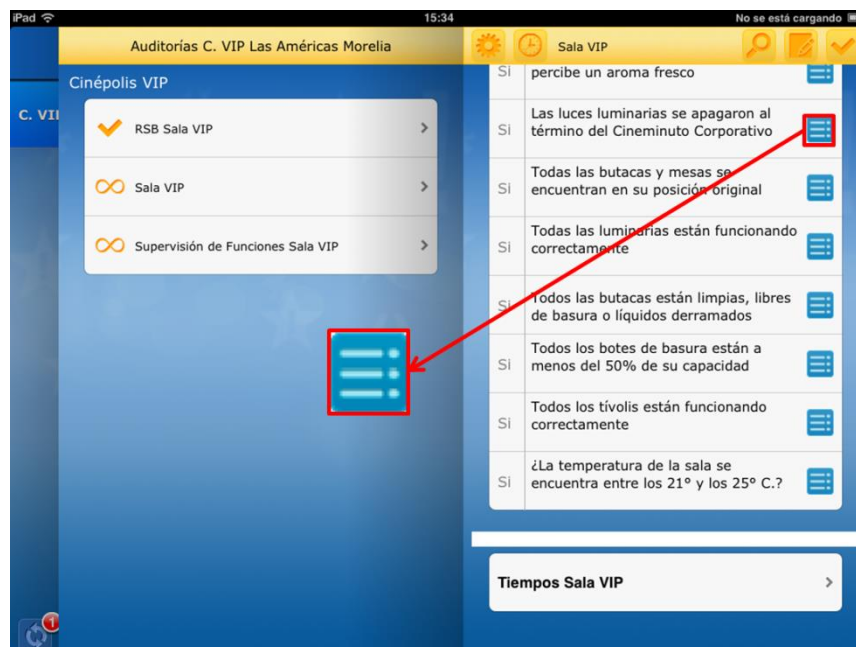 iPad
15:34
No se está cargando
Auditorías C. VIP Las Américas Morelia
Sala VIP
Cinépolis VIP
C. VI
RSB Sala VIP
Sala VIP
Supervisión de Funciones Sala VIP
Si
percibe un aroma fresco
Si
Las luces luminarias se apagaron al
término del Cineminuto Corporativo
Si
Todas las butacas y mesas se
encuentran en su posición original
Si
Todas las luminarias están funcionando
correctamente
Si
Todos las butacas están limpias, libres
de basura o líquidos derramados
Si
Todos los botes de basura están a
menos del 50% de su capacidad
Si
Todos los tívolis están funcionando
correctamente
Si
¿La temperatura de la sala se
encuentra entre los 21° y los 25° C.?
Tiempos Sala VIP
1